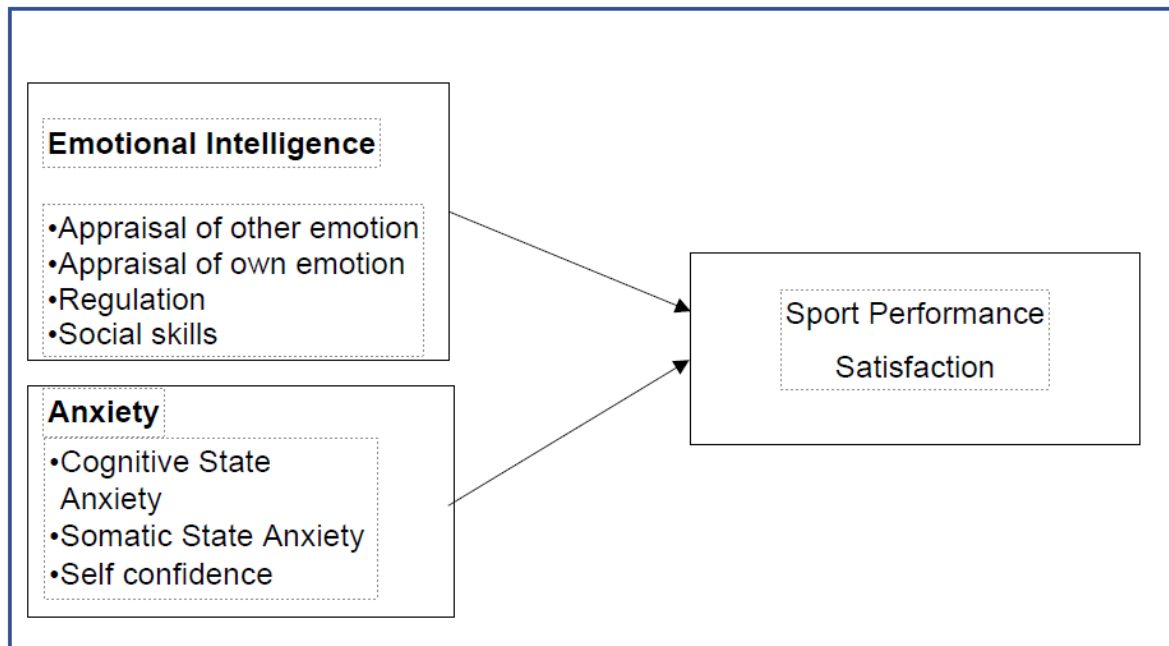 Emotional Intelligence
•Appraisal of other emotion
•Appraisal of own emotion
•Regulation
•Social skills
Anxiety
•Cognitive State
Anxiety
•Somatic State Anxiety
•Self confidence
Sport Performance
Satisfaction